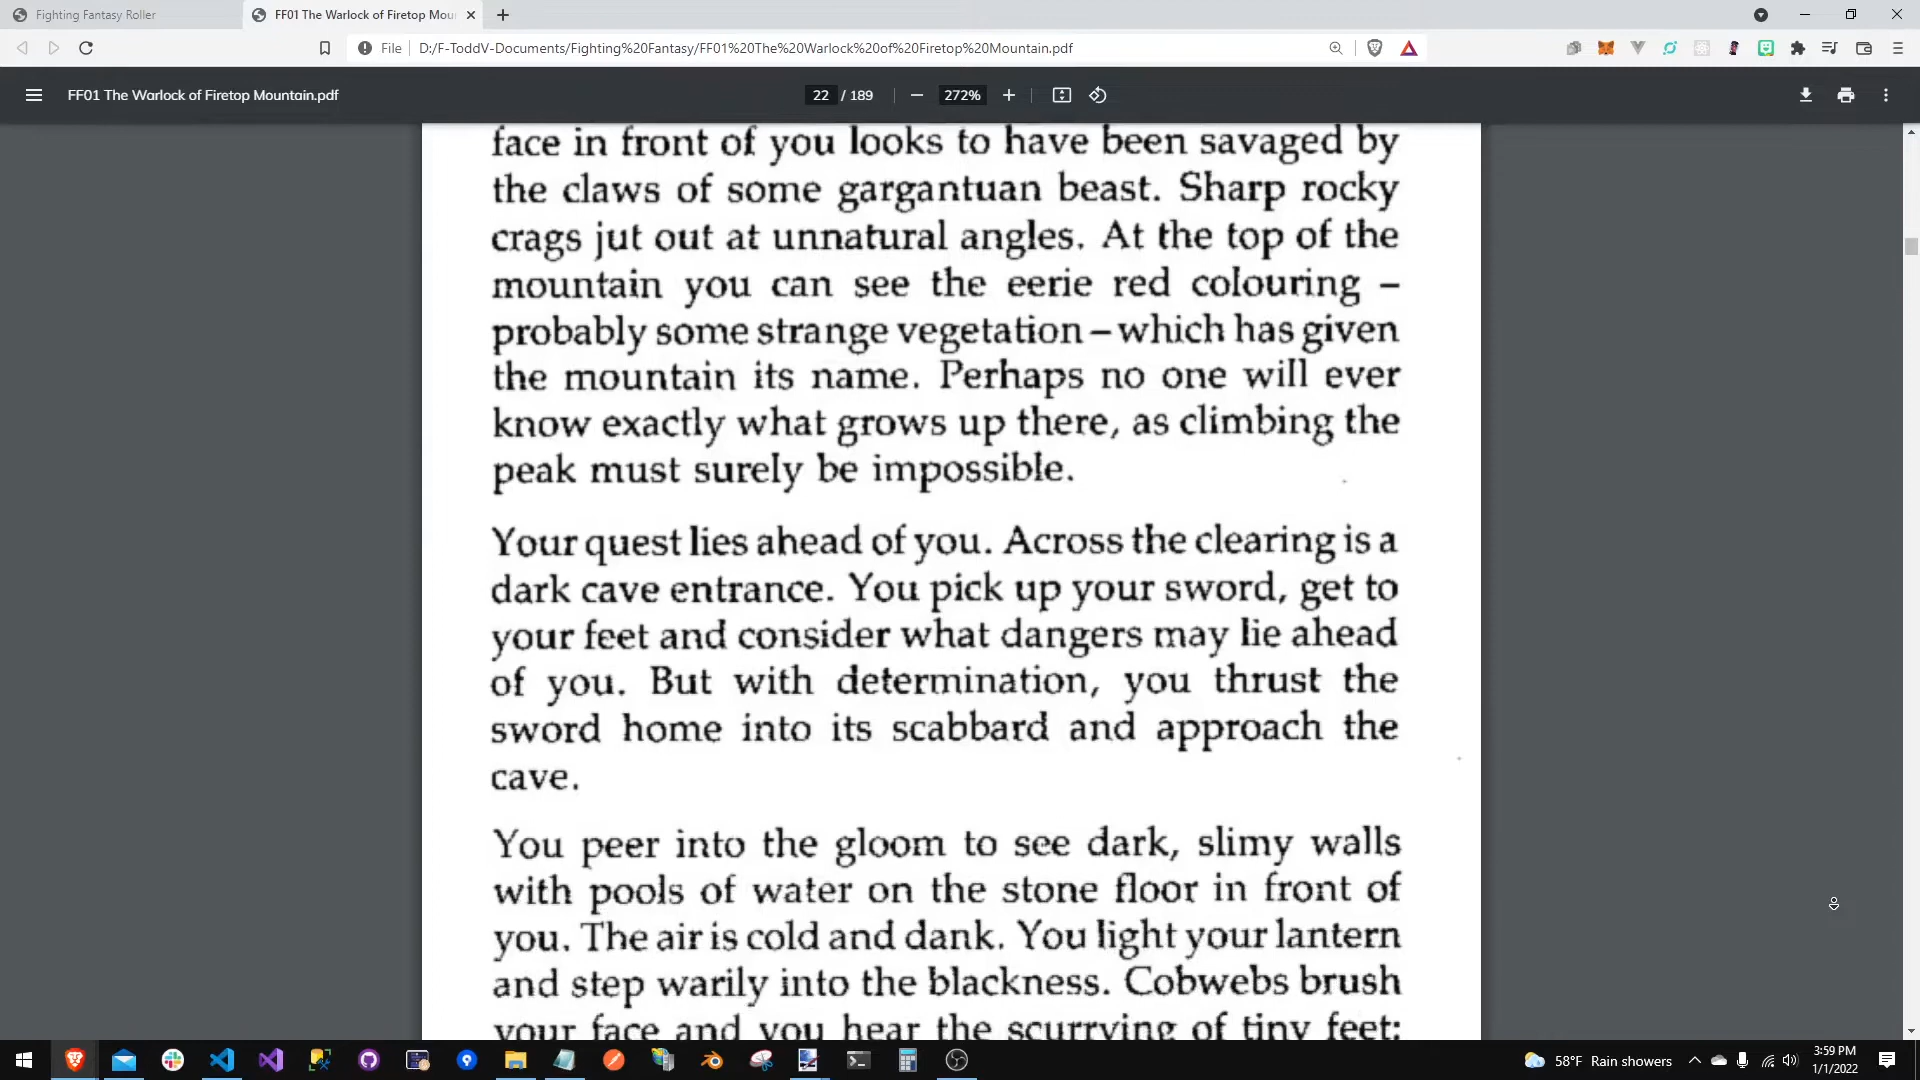 Fighting Fantasy Roller
FF01 The Warlock of Firetop Mou
File
D:/F-ToddV-Documents/Fighting%20Fantasy/FF01%20The%20Warlock%20of%20Firetop%20Mountain.pdf
FF01 The Warlock of Firetop Mountain.pdf
22 / 189
272%
face in front of you looks to have been savaged by
the claws of some gargantuan beast. Sharp rocky
crags jut out at unnatural angles. At the top of the
mountain you can see the eerie red colouring –
probably some strange vegetation – which has given
the mountain its name. Perhaps no one will ever
know exactly what grows up there, as climbing the
peak must surely be impossible.
Your quest lies ahead of you. Across the clearing is a
dark cave entrance. You pick up your sword, get to
your feet and consider what dangers may lie ahead
of you. But with determination, you thrust the
sword home into its scabbard and approach the
cave.
You peer into the gloom to see dark, slimy walls
with pools of water on the stone floor in front of
you. The air is cold and dank. You light your lantern
and step warily into the blackness. Cobwebs brush
your face and you hear the scurrying of tiny feet:
58°F Rain showers
3:59 PM
1/1/2022